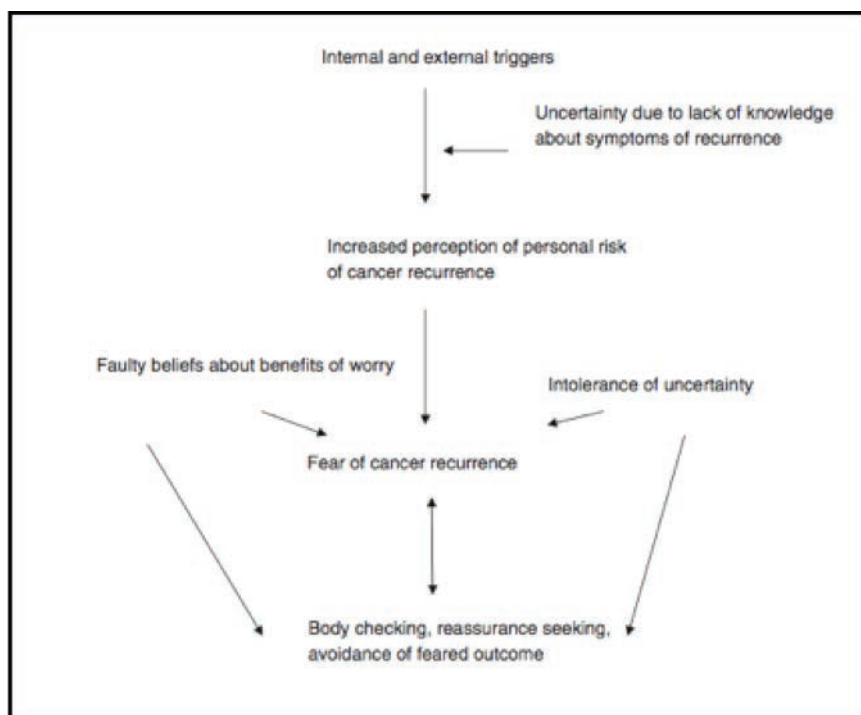 Internal and external triggers
Uncertainty due to lack of knowledge
about symptoms of recurrence
Increased perception of personal risk
of cancer recurrence
Faulty beliefs about benefits of worry
Intolerance of uncertainty
Fear of cancer recurrence
Body checking, reassurance seeking,
avoidance of feared outcome